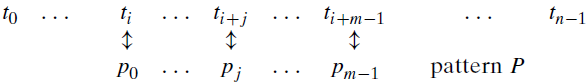 t₀ ... tᵢ ... tᵢ₊ⱼ ... tᵢ₊ₘ₋₁ ... tₙ₋₁
↕ ↕ ↕
p₀ ... pⱼ ... pₘ₋₁ pattern P